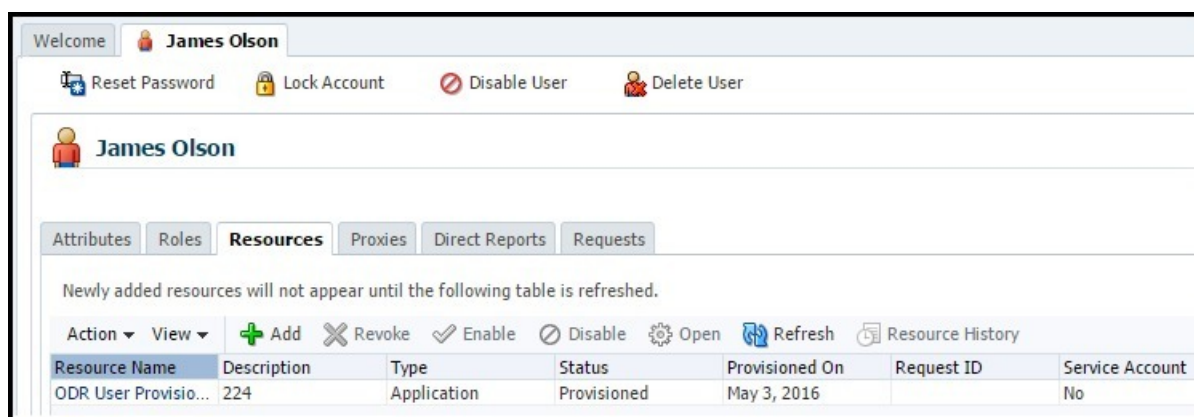 Welcome James Olson
Reset Password Lock Account Disable User Delete User
James Olson
Attributes Roles Resources Proxies Direct Reports Requests
Newly added resources will not appear until the following table is refreshed.
Action View Add Revoke Enable Disable Open Refresh Resource History
Resource Name Description Type Status Provisioned On Request ID Service Account
ODR User Provisio... 224 Application Provisioned May 3, 2016 No